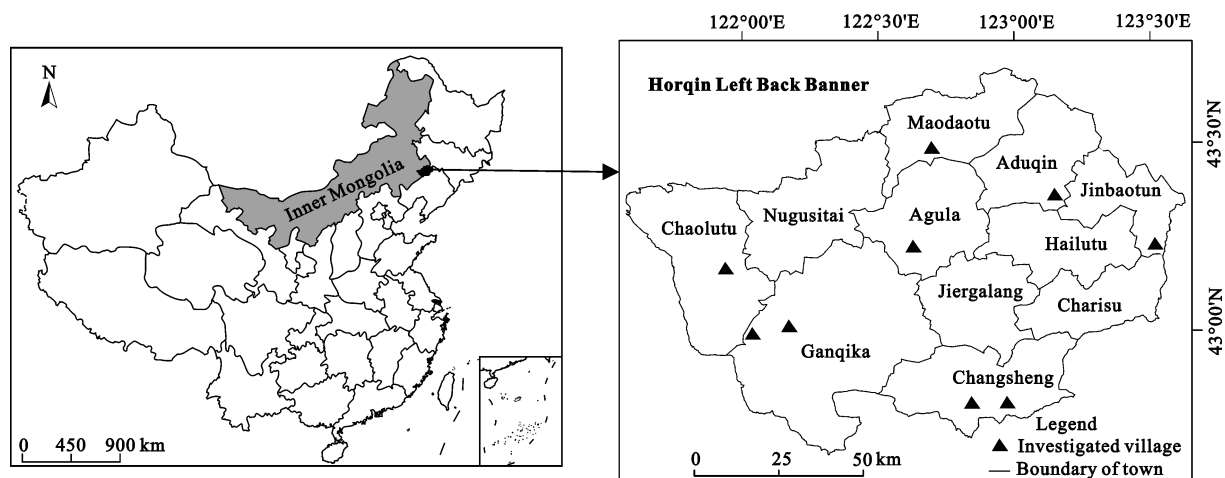 N
Inner Mongolia
0 450 900 km
122°00'E 122°30'E 123°00'E 123°30'E
Horqin Left Back Banner
Maodaotu
43°30'N
Aduqin
Jinbaotun
Nugusitai
Agula
Chaolutu
Hailutu
Jiergalang
Charisu
43°00'N
Ganqika
Changsheng
Legend
Investigated village
Boundary of town
0 25 50 km